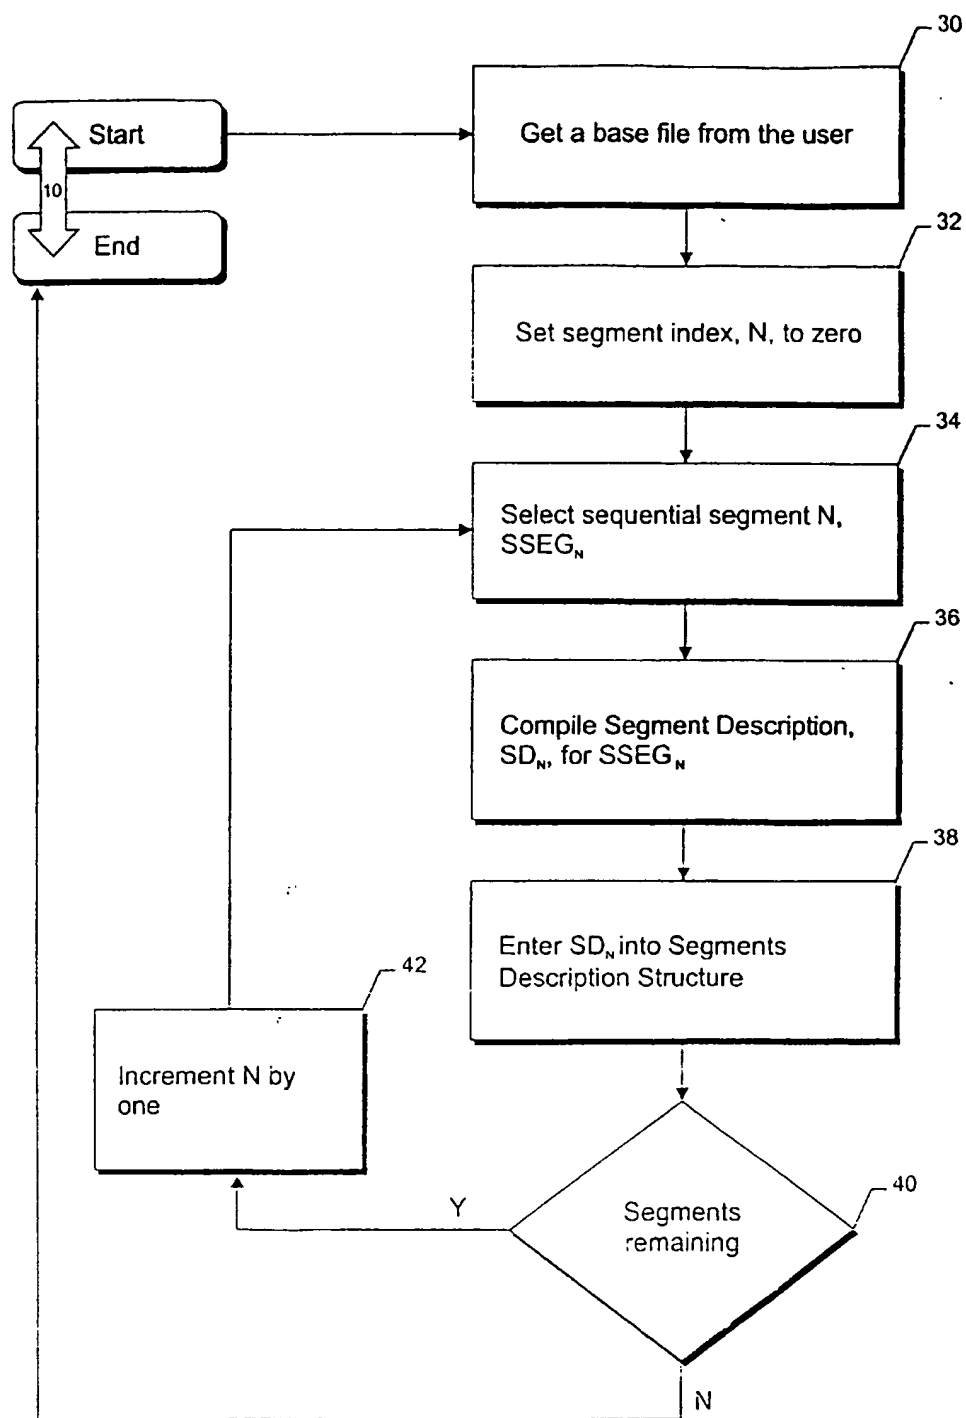 30
Start
Get a base file from the user
10
End
32
Set segment index, N, to zero
34
Select sequential segment N,
SSEG_N
36
Compile Segment Description,
SD_N, for SSEG_N
38
Enter SD_N into Segments
Description Structure
42
Increment N by
one
Y
40
Segments
remaining
N